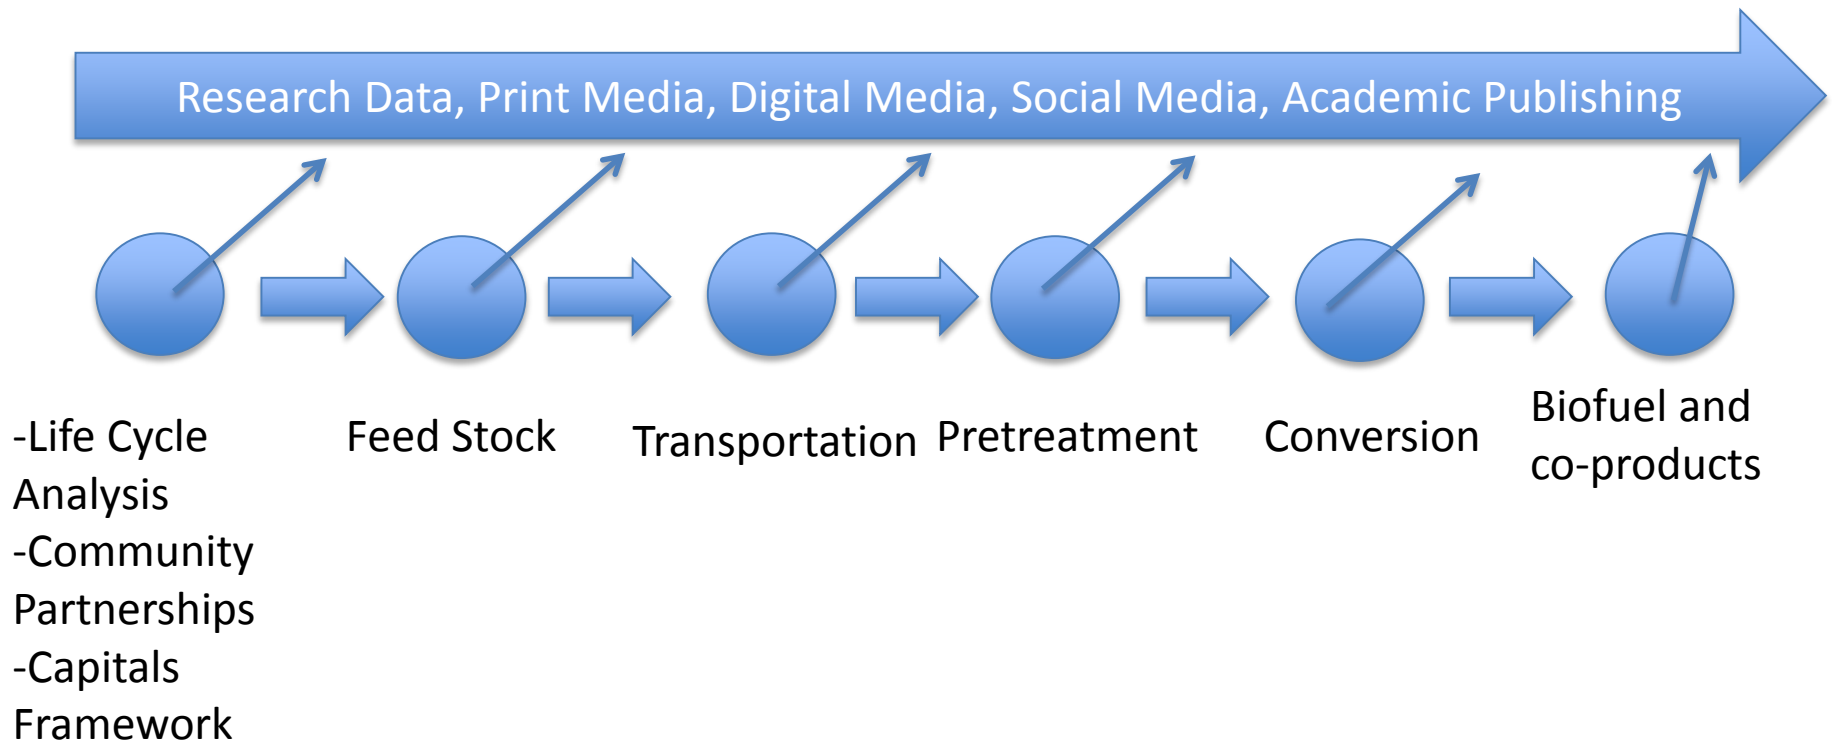 Research Data, Print Media, Digital Media, Social Media, Academic Publishing
-Life Cycle
Analysis
-Community
Partnerships
-Capitals
Framework
Feed Stock
Transportation
Pretreatment
Conversion
Biofuel and
co-products